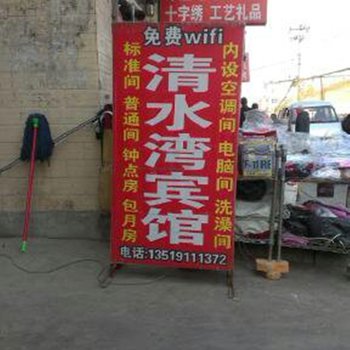 十字绣 工艺礼品
免费wifi
标准间 普通间 钟点房 包月房
清水湾宾馆
内设空调间 电脑间 洗澡间
电话:13519111372